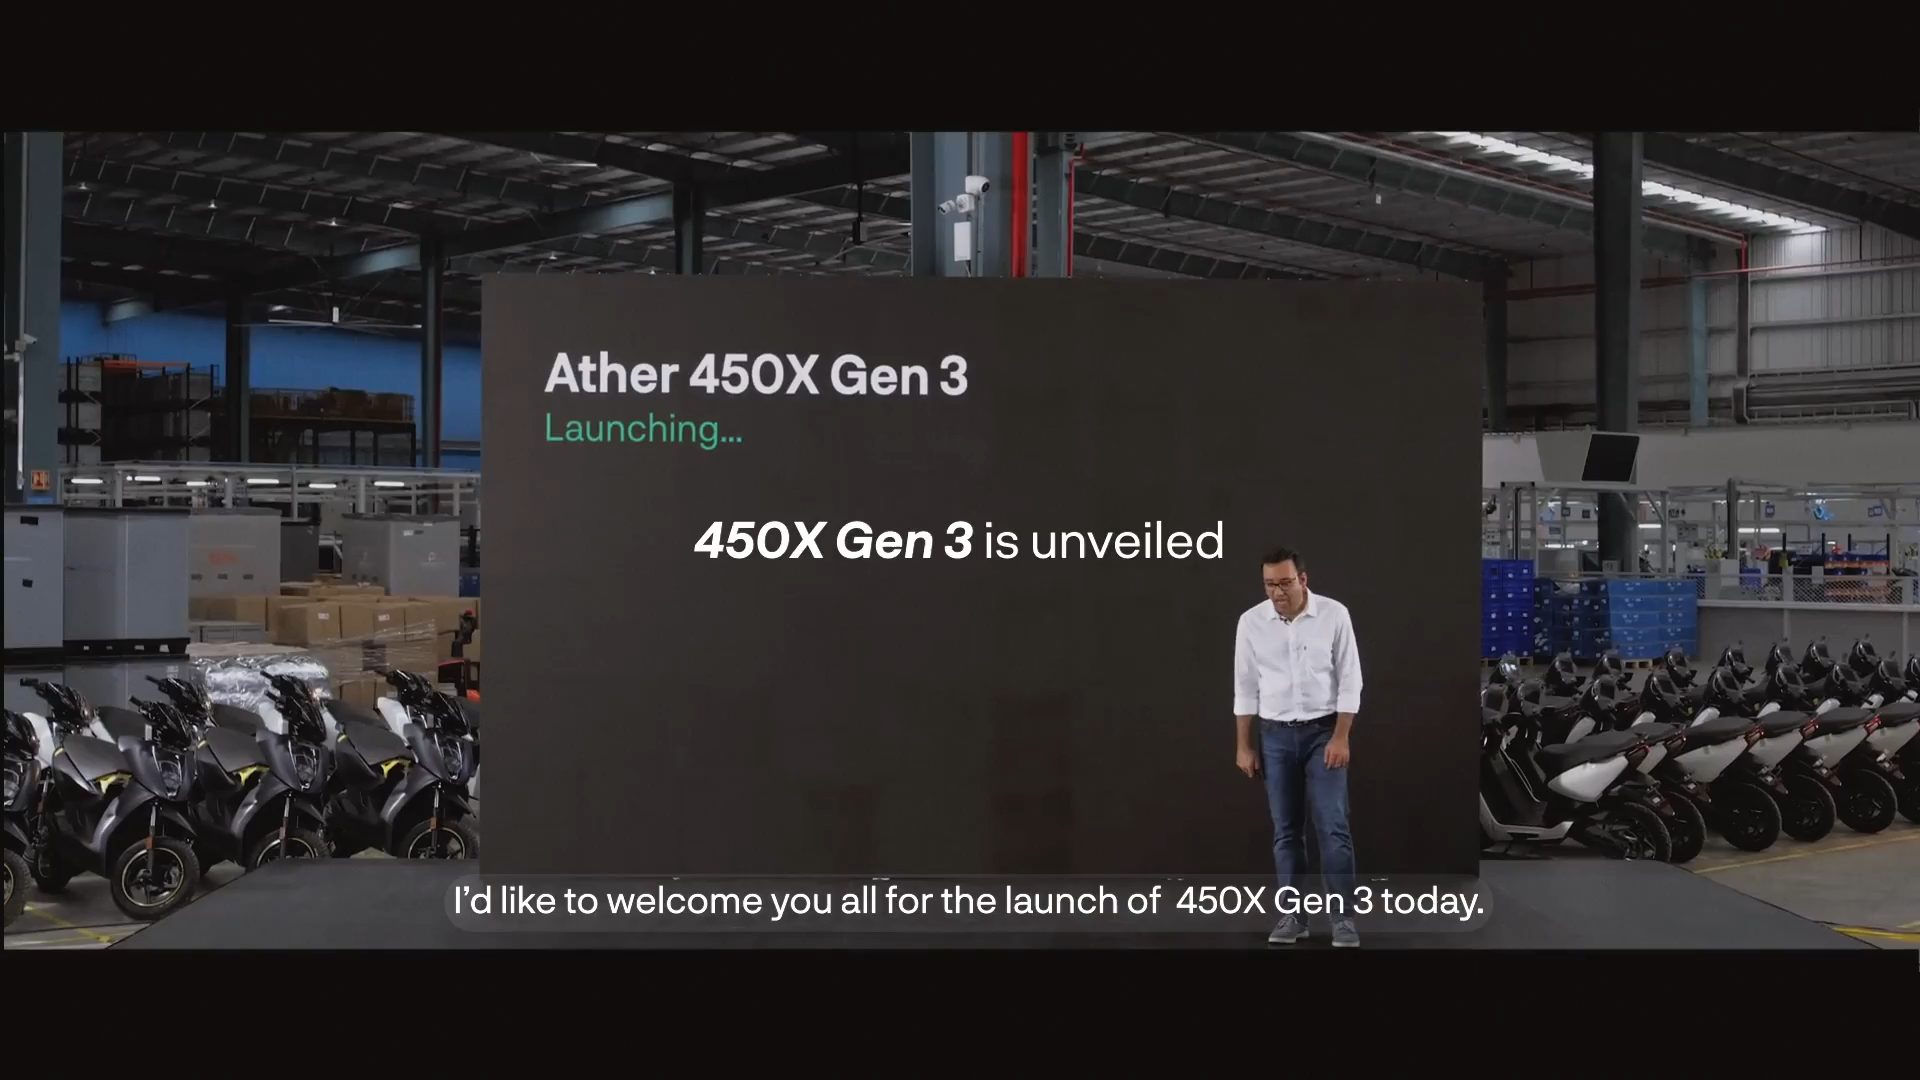 Ather 450X Gen 3
Launching...
450X Gen 3 is unveiled
I'd like to welcome you all for the launch of 450X Gen 3 today.